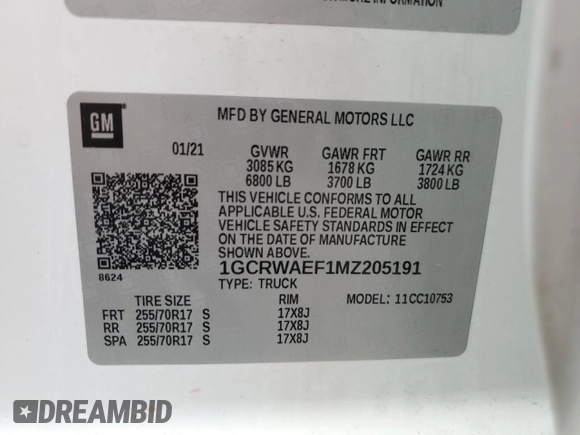 MORE INFORMATION
GM
MFD BY GENERAL MOTORS LLC
01/21 GVWR GAWR FRT GAWR RR
3085 KG 1678 KG 1724 KG
6800 LB 3700 LB 3800 LB
THIS VEHICLE CONFORMS TO ALL
APPLICABLE U.S. FEDERAL MOTOR
VEHICLE SAFETY STANDARDS IN EFFECT
ON THE DATE OF MANUFACTURE
SHOWN ABOVE.
1GCRWAEF1MZ205191
8624
TYPE: TRUCK MODEL: 11CC10753
TIRE SIZE RIM
FRT 255/70R17 S 17X8J
RR 255/70R17 S 17X8J
SPA 255/70R17 S 17X8J
DREAMBID